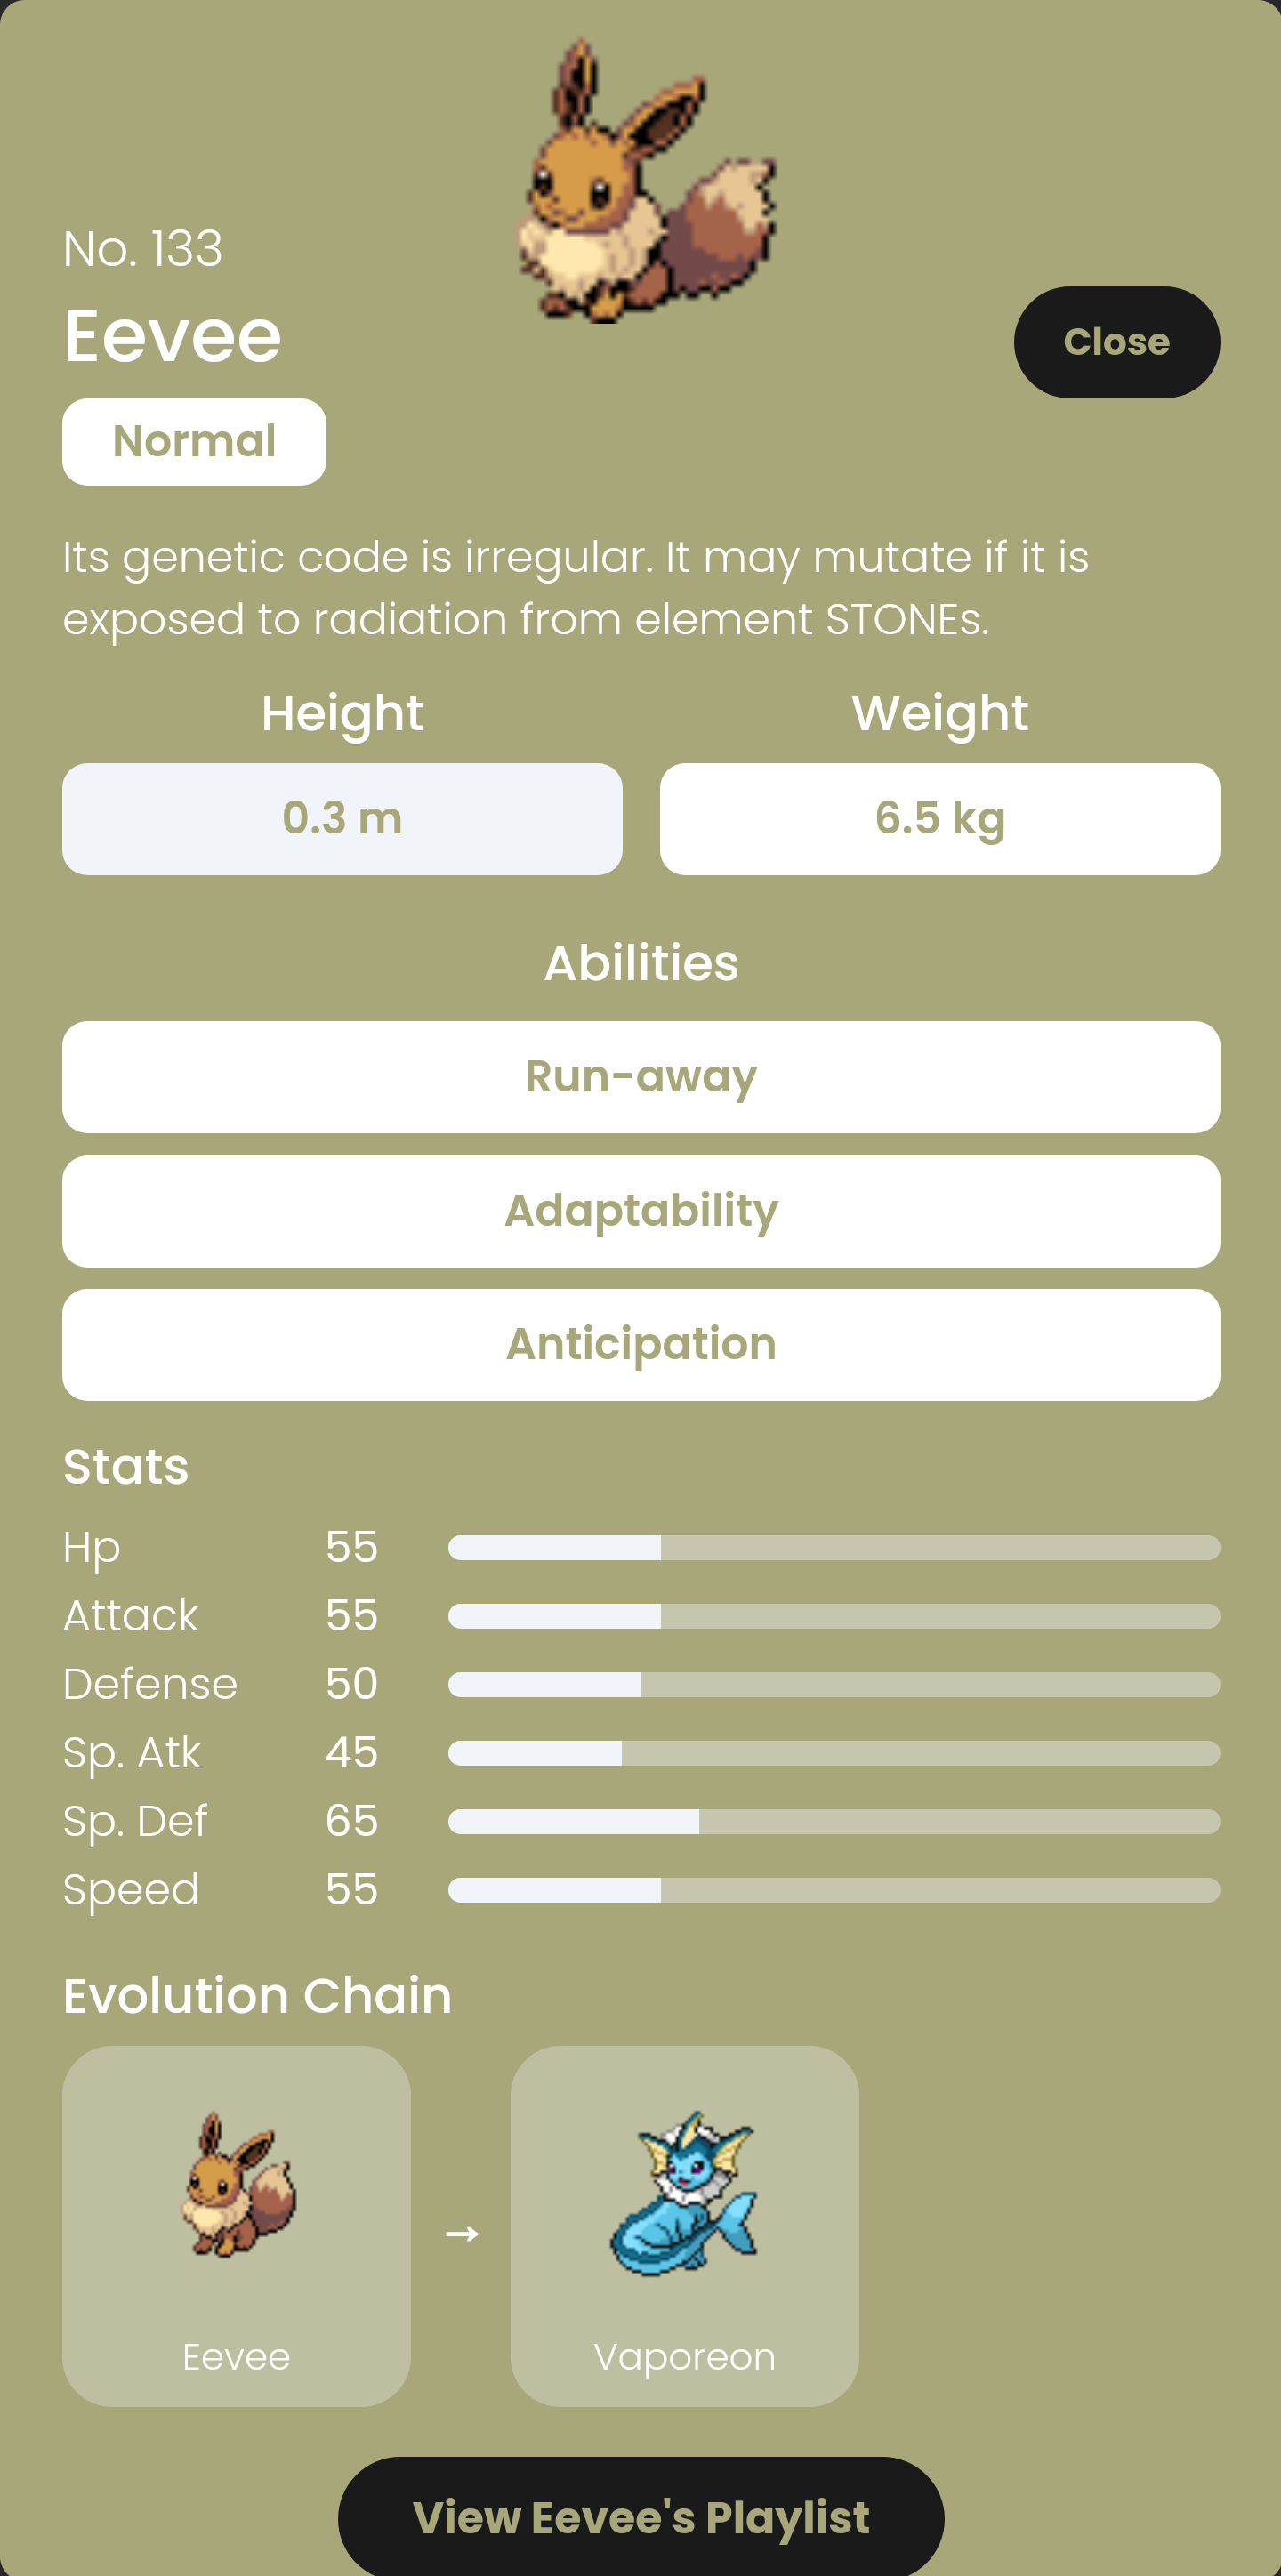 No. 133
Eevee
Close
Normal
Its genetic code is irregular. It may mutate if it is
exposed to radiation from element STONEs.
Height
Weight
0.3 m
6.5 kg
Abilities
Run-away
Adaptability
Anticipation
Stats
Hp 55
Attack 55
Defense 50
Sp. Atk 45
Sp. Def 65
Speed 55
Evolution Chain
→
Eevee
Vaporeon
View Eevee's Playlist